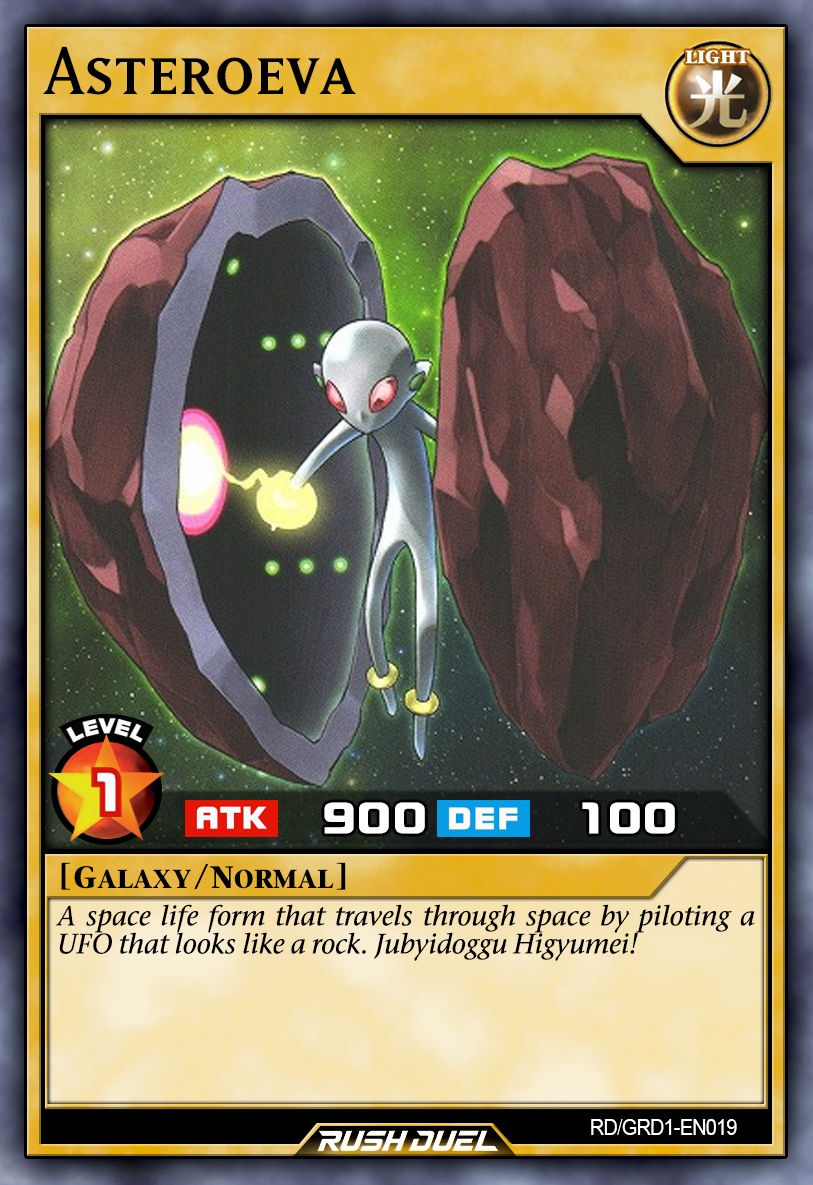 Asteroeva
LIGHT
光
LEVEL
1
ATK 900 DEF 100
[Galaxy/Normal]
A space life form that travels through space by piloting a
UFO that looks like a rock. Jubyidoggu Higyumei!
RUSH DUEL
RD/GRD1-EN019